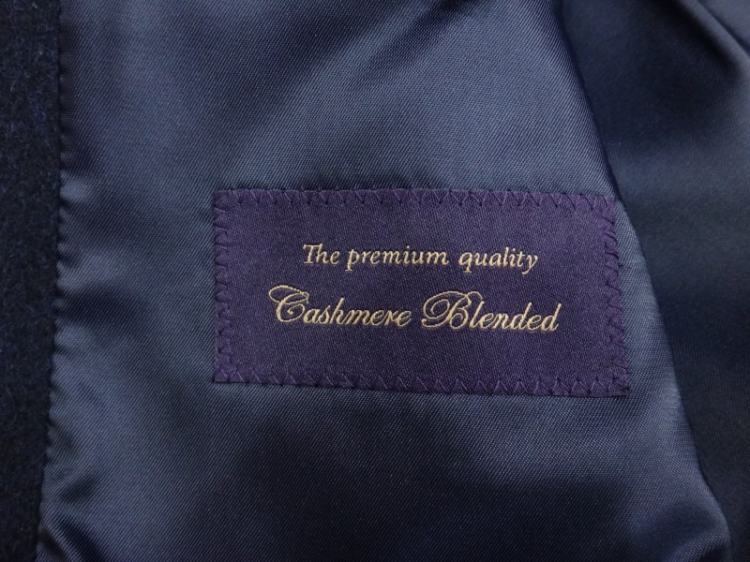 The premium quality
Cashmere Blended